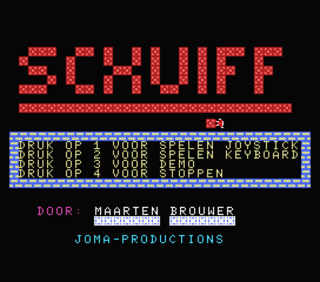 SCHUIFF
DRUK OP 1 VOOR SPELEN JOYSTICK
DRUK OP 2 VOOR SPELEN KEYBOARD
DRUK OP 3 VOOR DEMO
DRUK OP 4 VOOR STOPPEN
DOOR: MAARTEN BROUWER
JOMA-PRODUCTIONS